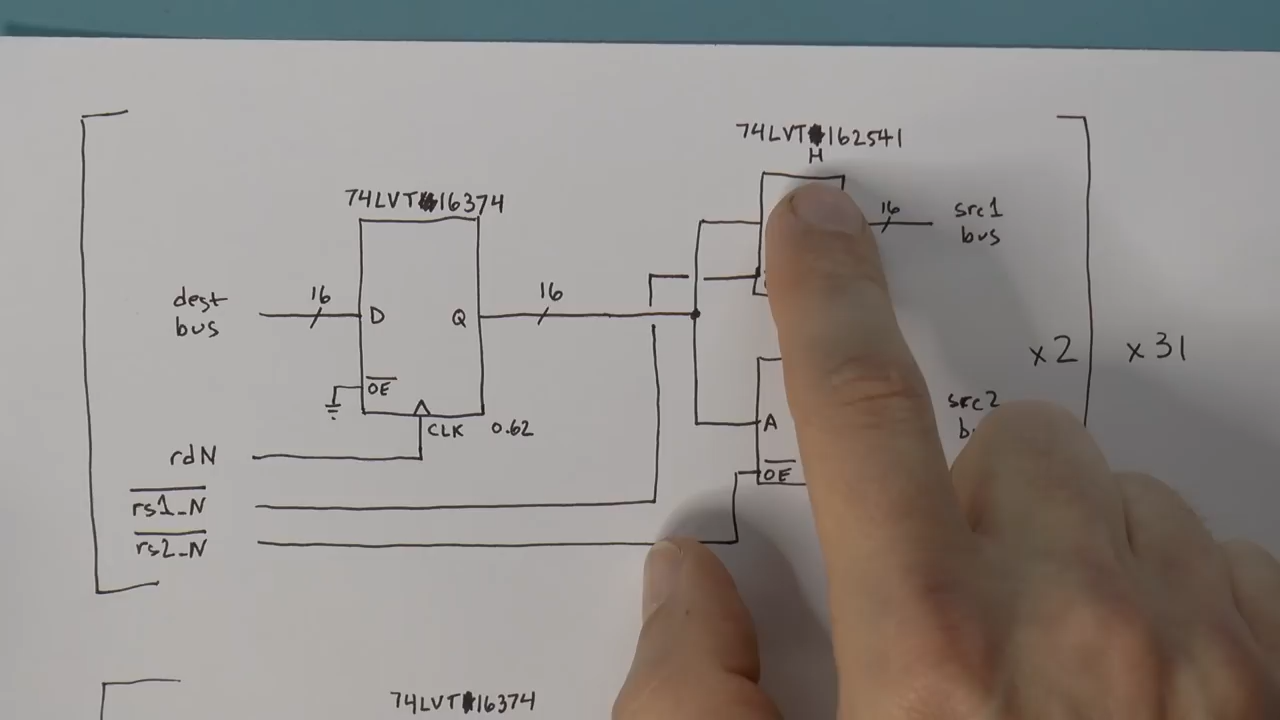 74LVT 162541
H
74LVT 16374
16
src1
bus
dest
bus
16
D
Q
16
OE
CLK
0.62
x2
x31
src2
A
OE
rdN
rs1_N
rs2_N
74LVT 16374